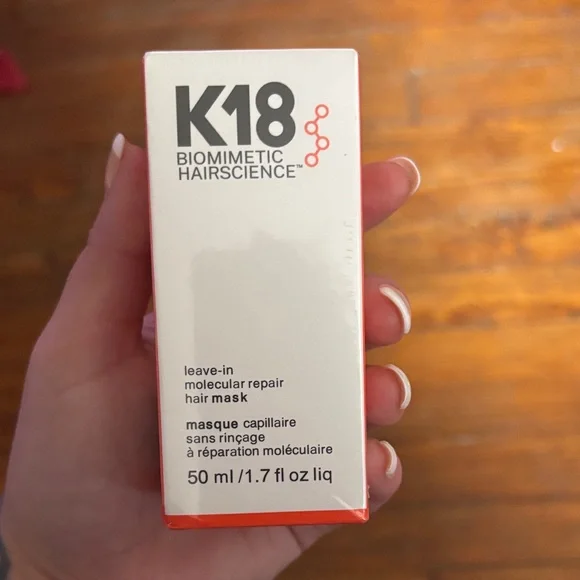 K18
BIOMIMETIC
HAIRSCIENCE™
leave-in
molecular repair
hair mask
masque capillaire
sans rinçage
à réparation moléculaire
50 ml /1.7 fl oz liq